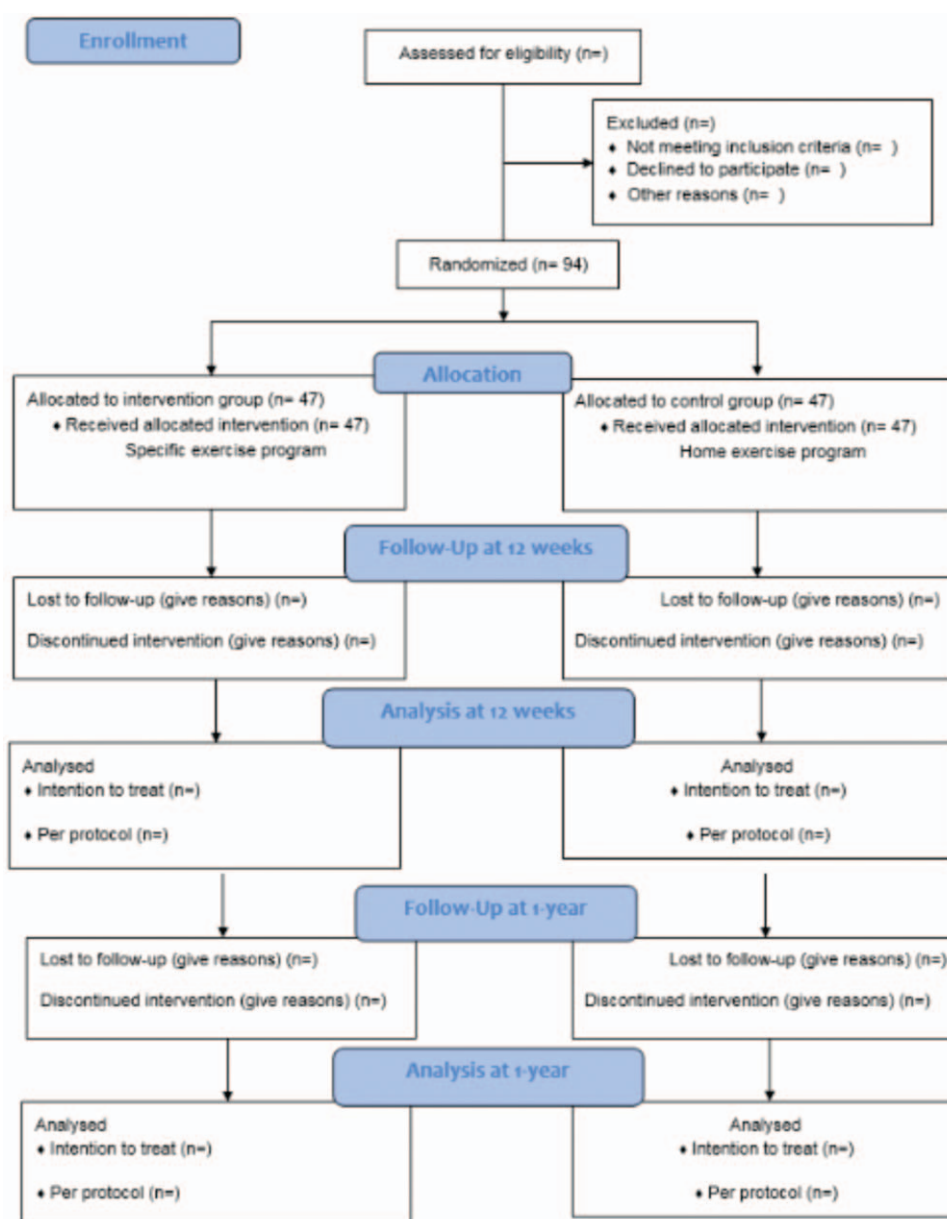 Enrollment
Assessed for eligibility (n=)
Excluded (n=)
♦ Not meeting inclusion criteria (n= )
♦ Declined to participate (n= )
♦ Other reasons (n= )
Randomized (n= 94)
Allocation
Allocated to intervention group (n= 47)
♦ Received allocated intervention (n= 47)
Specific exercise program
Allocated to control group (n= 47)
♦ Received allocated intervention (n= 47)
Home exercise program
Follow-Up at 12 weeks
Lost to follow-up (give reasons) (n=)
Discontinued intervention (give reasons) (n=)
Lost to follow-up (give reasons) (n=)
Discontinued intervention (give reasons) (n=)
Analysis at 12 weeks
Analysed
♦ Intention to treat (n=)
♦ Per protocol (n=)
Analysed
♦ Intention to treat (n=)
♦ Per protocol (n=)
Follow-Up at 1-year
Lost to follow-up (give reasons) (n=)
Discontinued intervention (give reasons) (n=)
Lost to follow-up (give reasons) (n=)
Discontinued intervention (give reasons) (n=)
Analysis at 1-year
Analysed
♦ Intention to treat (n=)
♦ Per protocol (n=)
Analysed
♦ Intention to treat (n=)
♦ Per protocol (n=)